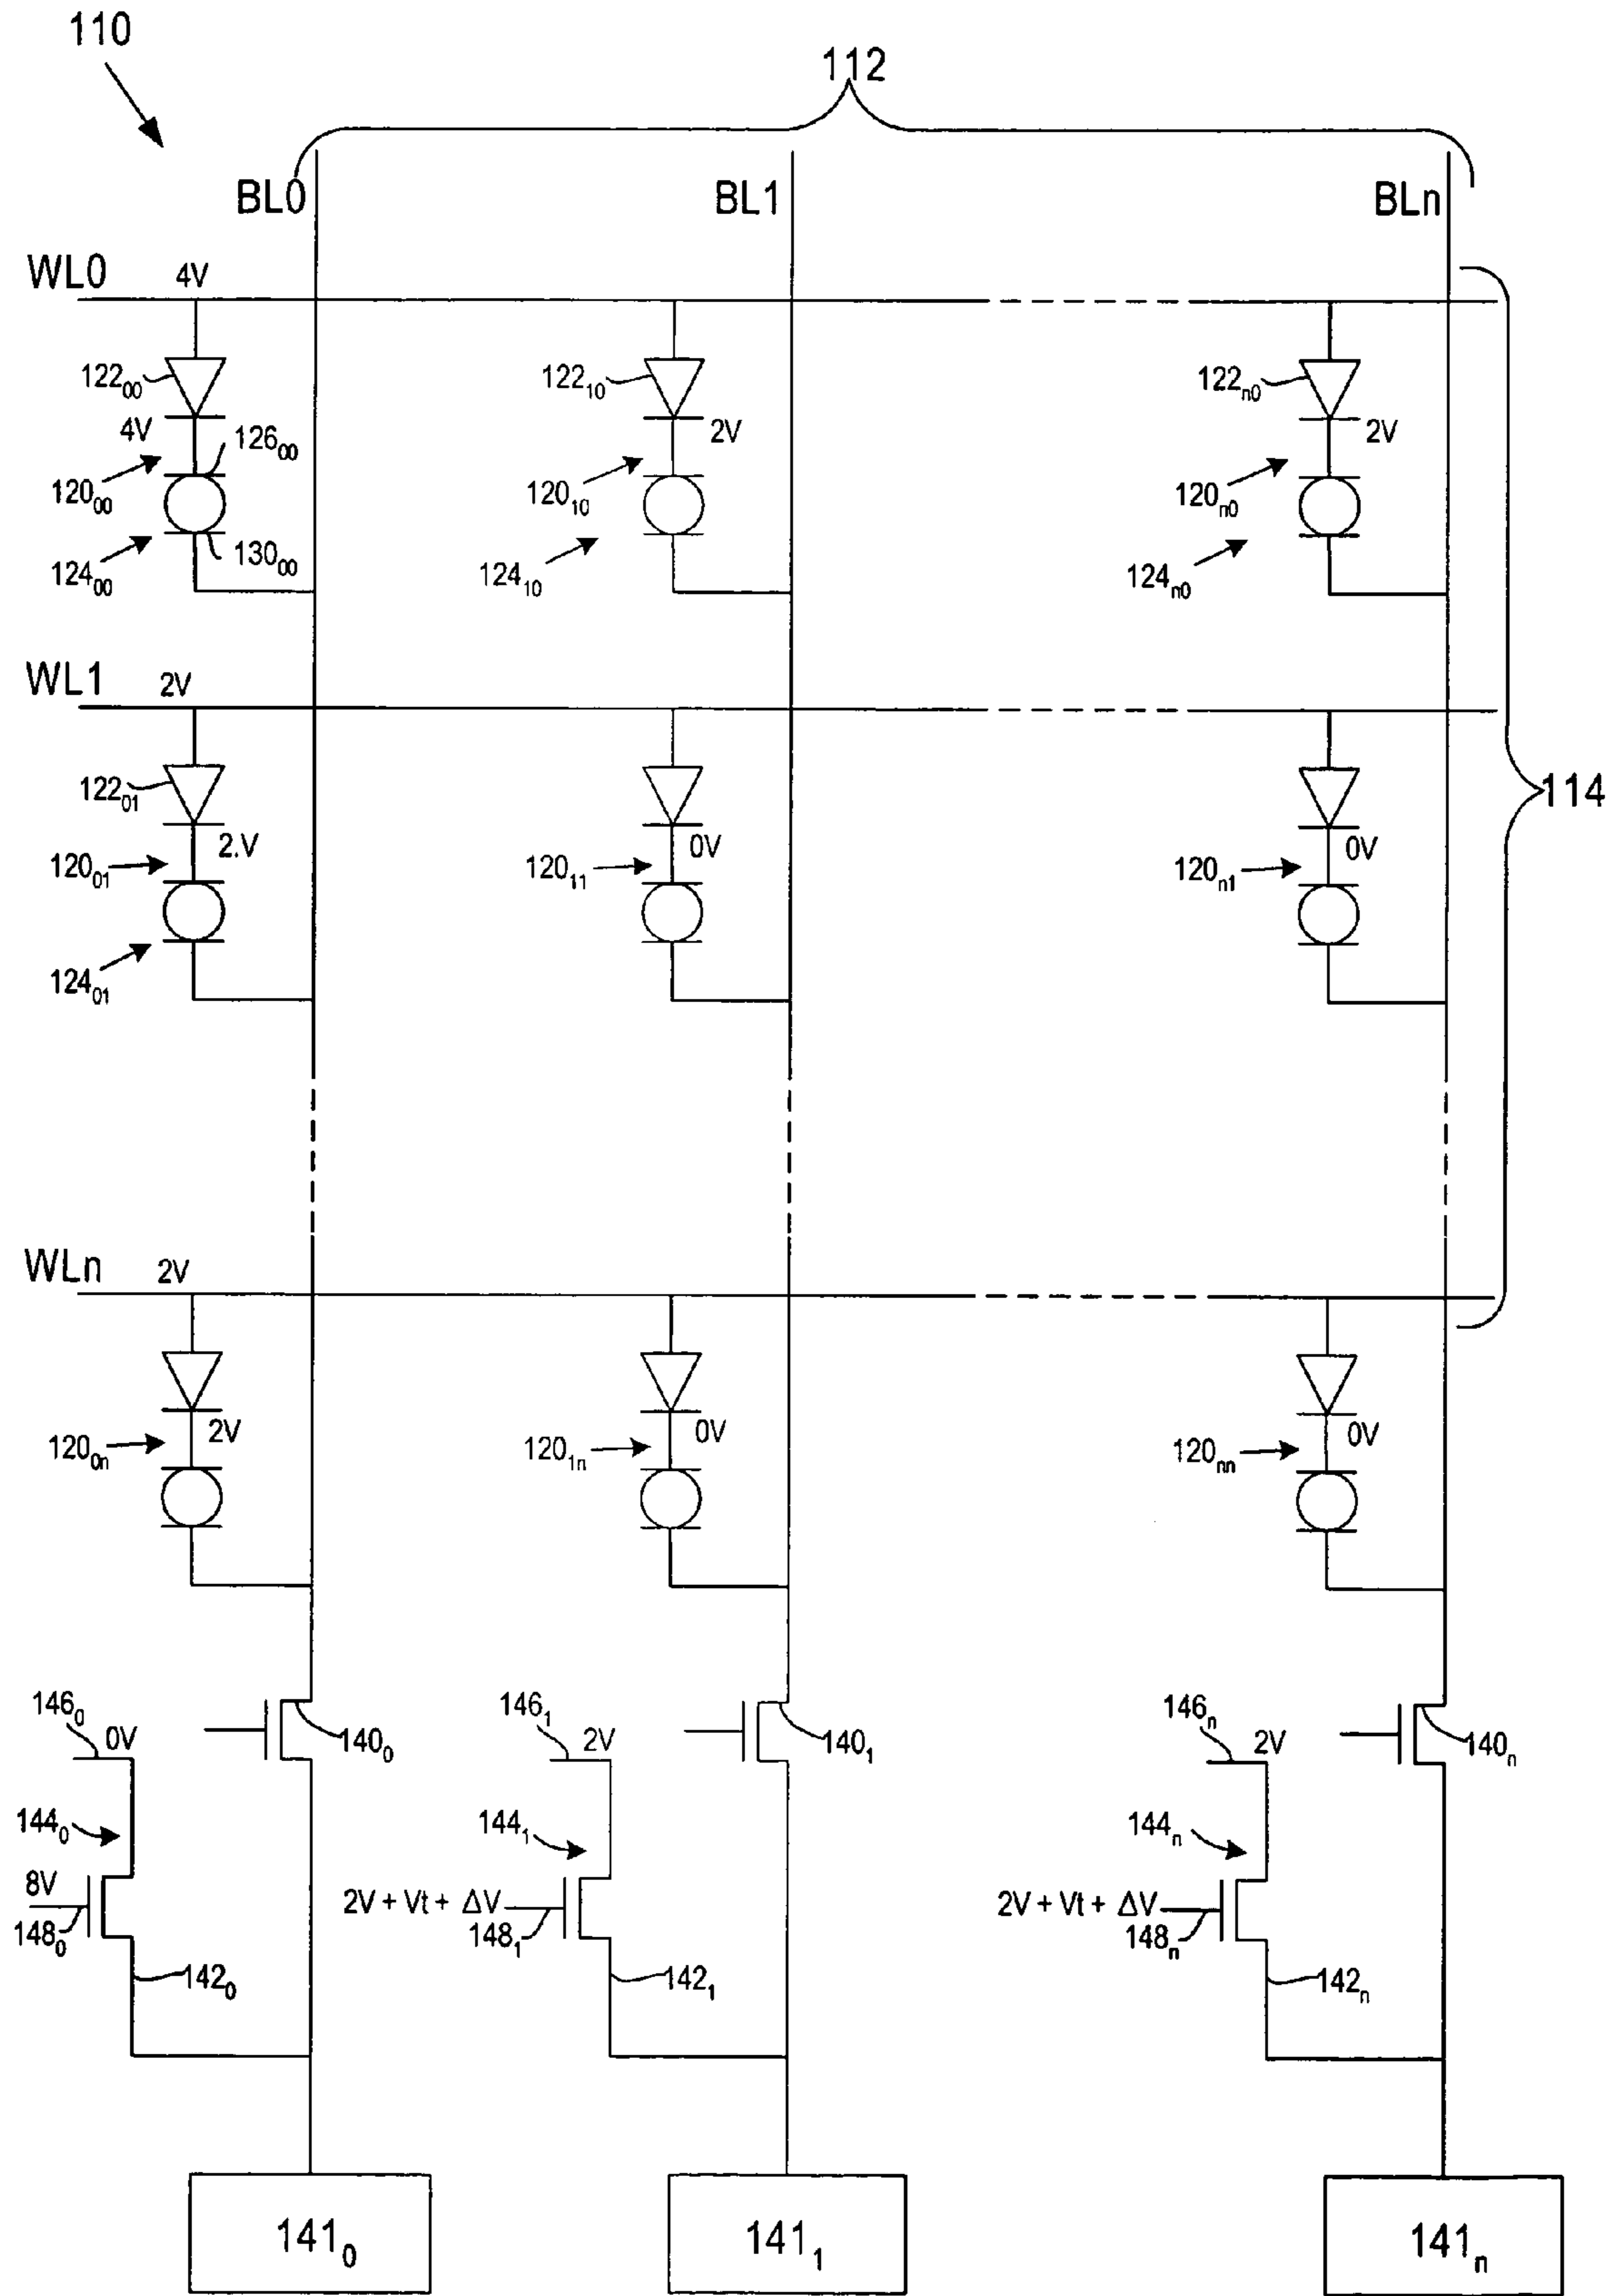 110
112
BL0 BL1 BLn
WL0 4V
122₀₀ 122₁₀ 122ₙ₀
4V 126₀₀ 2V 2V
120₀₀ 120₁₀ 120ₙ₀
124₀₀ 130₀₀ 124₁₀ 124ₙ₀
WL1 2V
122₀₁ 114
2.V 0V 0V
120₀₁ 120₁₁ 120ₙ₁
124₀₁
WLn 2V
2V 0V 0V
120₀ₙ 120₁ₙ 120ₙₙ
146₀ 0V 140₀ 146₁ 2V 140₁ 146ₙ 2V 140ₙ
144₀ 144₁ 144ₙ
8V 2V + Vt + ΔV 2V + Vt + ΔV
148₀ 148₁ 148ₙ
142₀ 142₁ 142ₙ
141₀ 141₁ 141ₙ